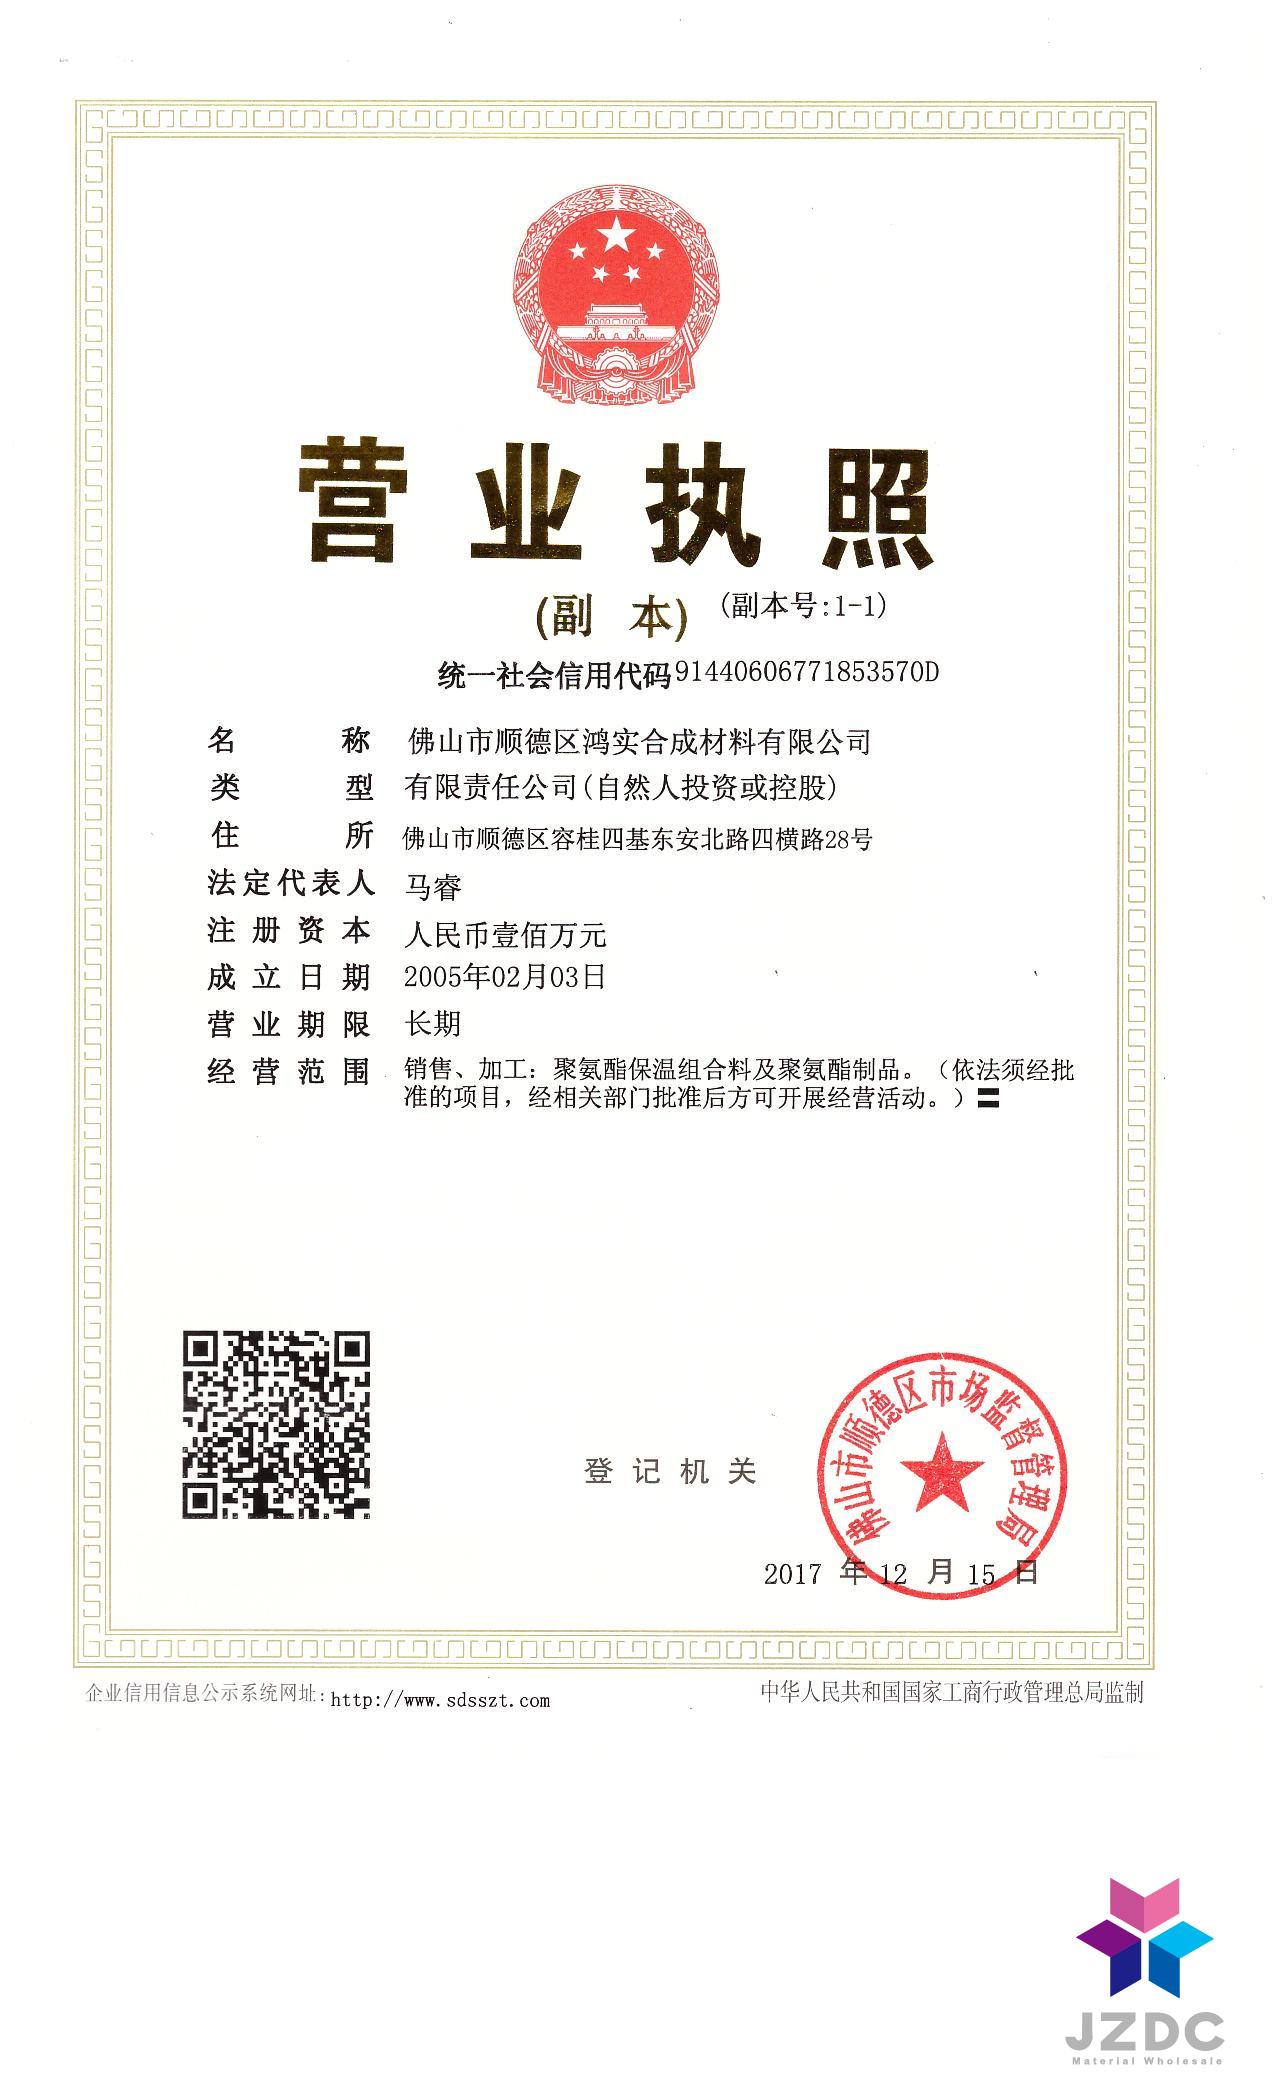 营业执照
(副 本) (副本号:1-1)
统一社会信用代码91440606771853570D
名称 佛山市顺德区鸿实合成材料有限公司
类型 有限责任公司(自然人投资或控股)
住所 佛山市顺德区容桂四基东安北路四横路28号
法定代表人 马睿
注册资本 人民币壹佰万元
成立日期 2005年02月03日
营业期限 长期
经营范围 销售、加工：聚氨酯保温组合料及聚氨酯制品。（依法须经批
准的项目，经相关部门批准后方可开展经营活动。）
佛山市顺德区市场监督管理局
登记机关
2017 年 12 月 15 日
企业信用信息公示系统网址: http://www.sdsszt.com
中华人民共和国国家工商行政管理总局监制
JZDC
Material Wholesale